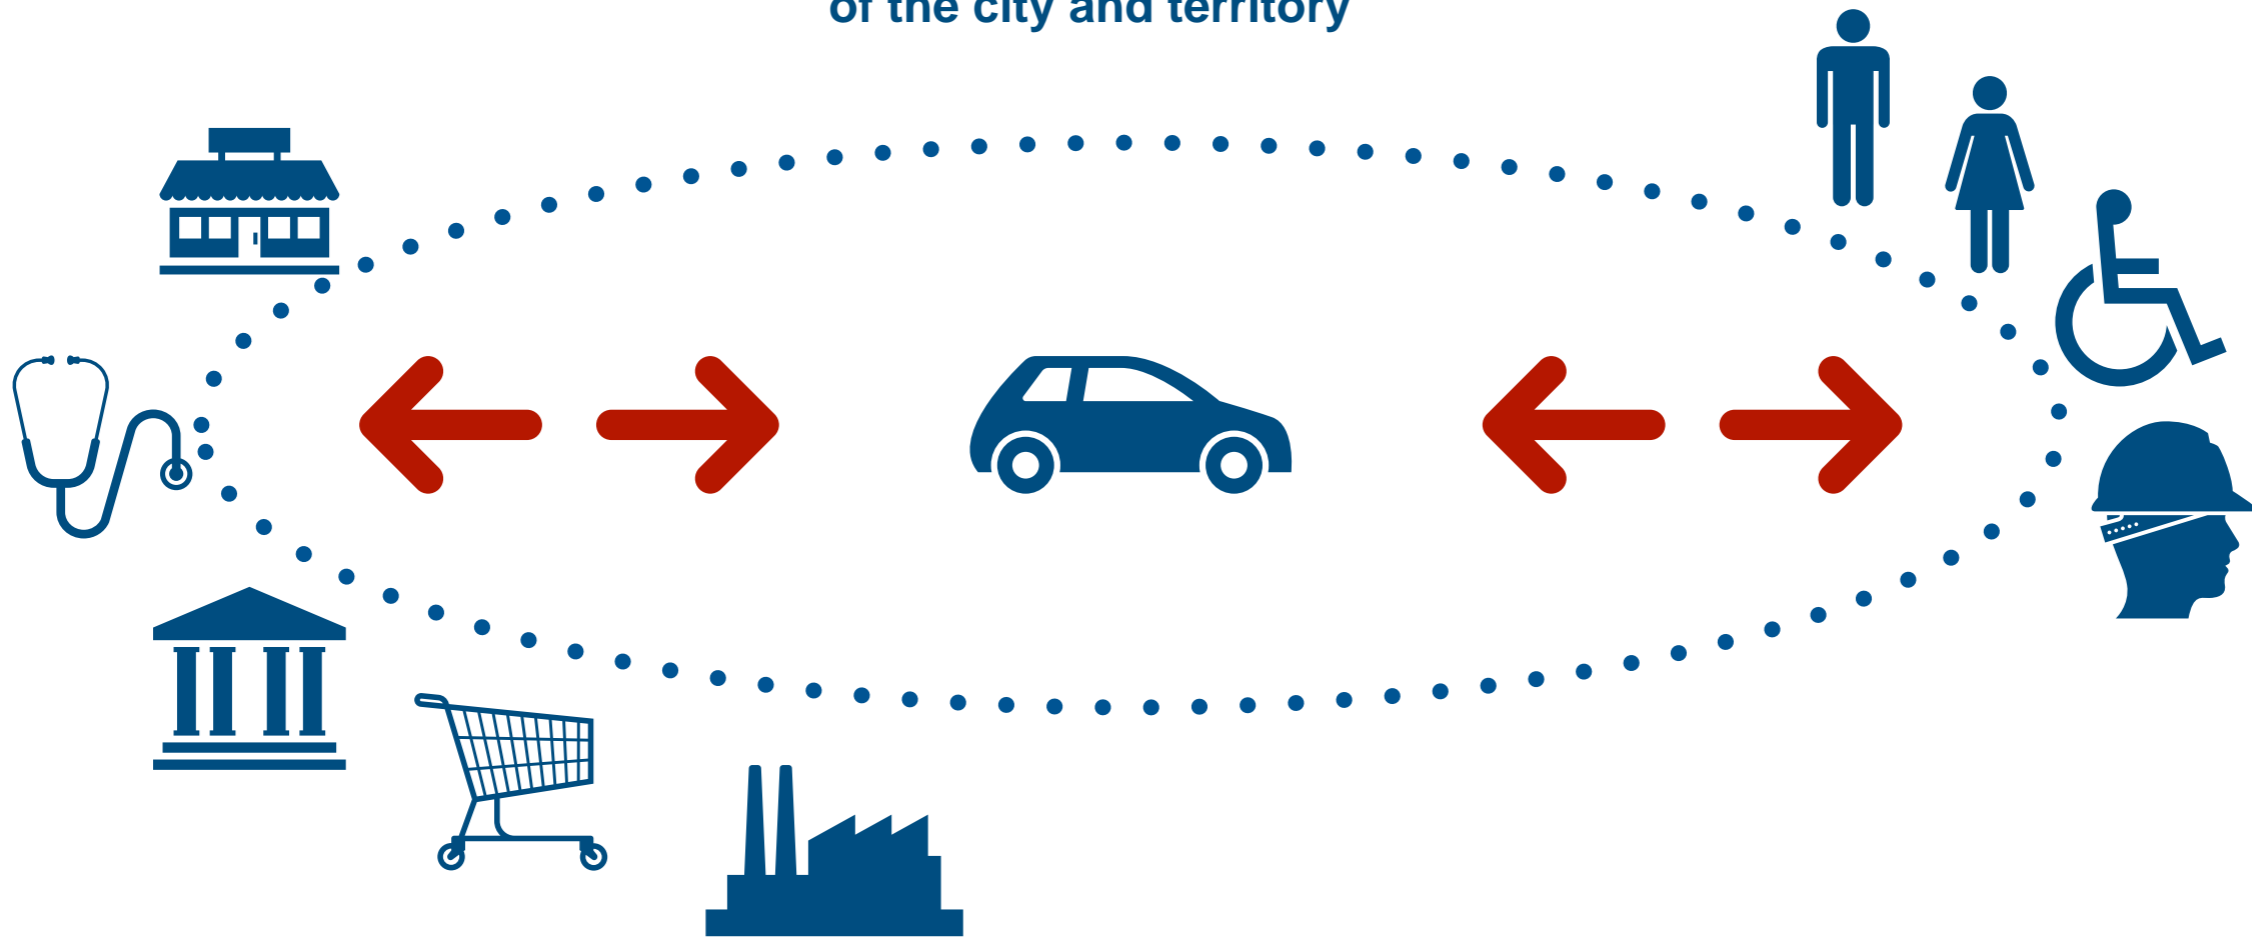 of the city and territory